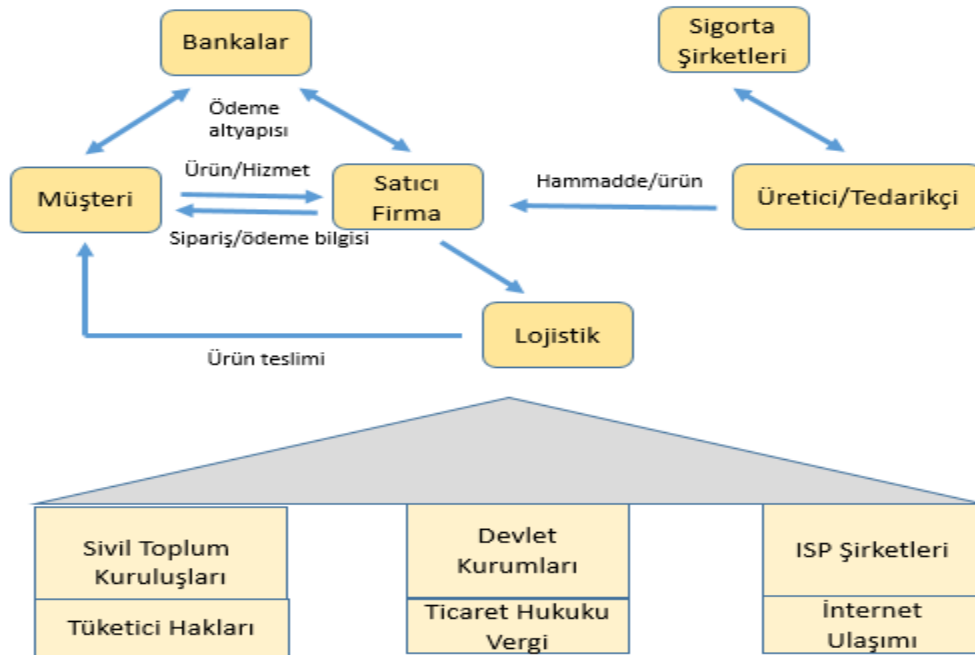 Bankalar
Sigorta
Şirketleri
Ödeme
altyapısı
Ürün/Hizmet
Müşteri
Satıcı
Firma
Hammadde/ürün
Üretici/Tedarikçi
Sipariş/ödeme bilgisi
Lojistik
Ürün teslimi
Sivil Toplum
Kuruluşları
Devlet
Kurumları
ISP Şirketleri
Tüketici Hakları
Ticaret Hukuku
Vergi
İnternet
Ulaşımı